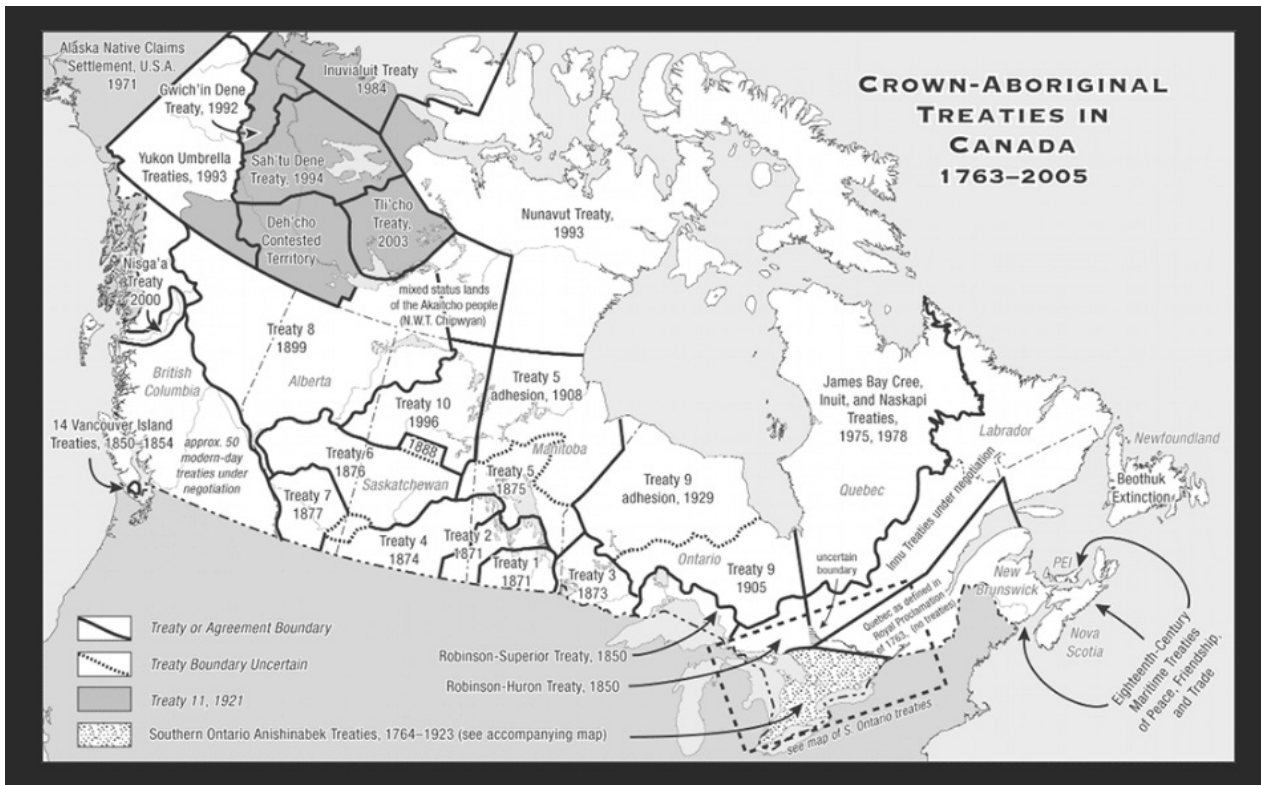 CROWN-ABORIGINAL
TREATIES IN
CANADA
1763–2005
Alaska Native Claims
Settlement, U.S.A.
1971
Gwich'in Dene
Treaty, 1992
Inuvialuit Treaty
1984
Yukon Umbrella
Treaties, 1993
Sah'tu Dene
Treaty, 1994
Deh'cho
Contested
Territory
Tli'cho
Treaty,
2003
Nunavut Treaty,
1993
Nisga'a
Treaty
2000
mixed status lands
of the Akaitcho people
(N.W.T. Chipwyan)
Treaty 8
1899
British
Columbia
Alberta
Treaty 5
adhesion, 1908
Treaty 10
1996
1888
14 Vancouver Island
Treaties, 1850–1854
approx. 50
modern-day
treaties under
negotiation
Treaty 6
1876
Saskatchewan
Manitoba
Treaty 5
1875
Treaty 7
1877
Treaty 4
1874
Treaty 2
1871
Treaty 1
1871
Treaty 3
1873
Treaty 9
adhesion, 1929
Ontario
Treaty 9
1905
James Bay Cree,
Inuit, and Naskapi
Treaties,
1975, 1978
Quebec
Labrador
Newfoundland
Beothuk
Extinction
Innu Treaties under negotiation
uncertain
boundary
Quebec as defined in
Royal Proclamation
of 1763, (no treaties)
New
Brunswick
PEI
Nova
Scotia
Eighteenth-Century
Maritime Treaties
of Peace, Friendship,
and Trade
Robinson-Superior Treaty, 1850
Robinson-Huron Treaty, 1850
see map of S. Ontario treaties
Treaty or Agreement Boundary
Treaty Boundary Uncertain
Treaty 11, 1921
Southern Ontario Anishinabek Treaties, 1764–1923 (see accompanying map)